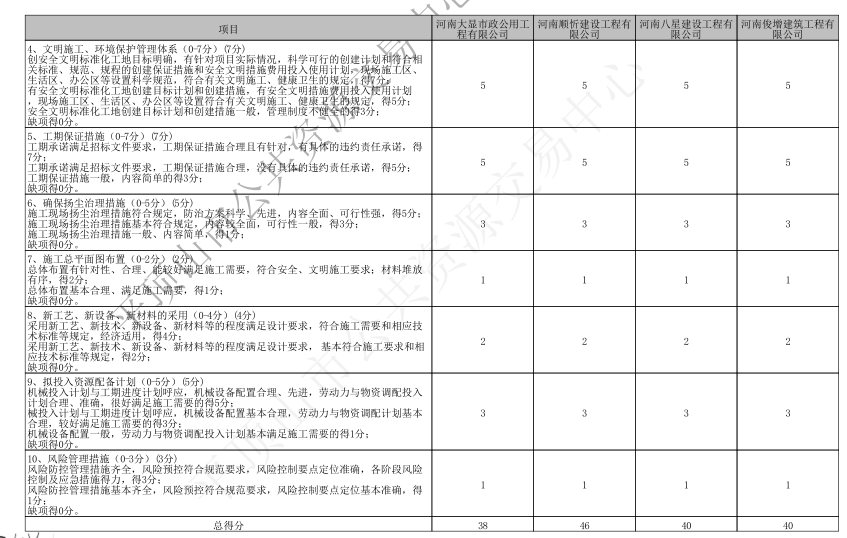 项目
河南大显市政公用工程有限公司
河南顺忻建设工程有限公司
河南八星建设工程有限公司
河南俊增建筑工程有限公司
4、文明施工、环境保护管理体系（0-7分）(7分)
创安全文明标准化工地目标明确，有针对项目实际情况，科学可行的创建计划和符合相
关标准、规范、规程的创建保证措施和安全文明措施费用投入使用计划，现场施工区、
生活区、办公区等设置科学规范，符合有关文明施工、健康卫生的规定，得7分；
有安全文明标准化工地创建目标计划和创建措施，有安全文明措施费用投入使用计划
，现场施工区、生活区、办公区等设置符合有关文明施工、健康卫生的规定，得5分；
安全文明标准化工地创建目标计划和创建措施一般，管理制度不健全的得3分；
缺项得0分。
5 5 5 5
5、工期保证措施（0-7分）(7分)
工期承诺满足招标文件要求，工期保证措施合理且有针对，有具体的违约责任承诺，得
7分；
工期承诺满足招标文件要求，工期保证措施合理，没有具体的违约责任承诺，得5分；
工期保证措施一般，内容简单的得3分；
缺项得0分。
5 5 5 5
6、确保扬尘治理措施（0-5分）(5分)
施工现场扬尘治理措施符合规定，防治方案科学、先进，内容全面、可行性强，得5分；
施工现场扬尘治理措施基本符合规定，内容较全面，可行性一般，得3分；
施工现场扬尘治理措施一般、内容简单，得1分；
缺项得0分。
3 3 3 3
7、施工总平面图布置（0-2分）(2分)
总体布置有针对性、合理、能较好满足施工需要，符合安全、文明施工要求；材料堆放
有序，得2分；
总体布置基本合理、满足施工需要，得1分；
缺项得0分。
1 1 1 1
8、新工艺、新设备、新材料的采用（0-4分）(4分)
采用新工艺、新技术、新设备、新材料等的程度满足设计要求，符合施工需要和相应技
术标准等规定，经济适用，得4分；
采用新工艺、新技术、新设备、新材料等的程度满足设计要求， 基本符合施工要求和相
应技术标准等规定，得2分；
缺项得0分。
2 2 2 2
9、拟投入资源配备计划（0-5分）(5分)
机械投入计划与工期进度计划呼应，机械设备配置合理、先进，劳动力与物资调配投入
计划合理、准确，很好满足施工需要的得5分；
械投入计划与工期进度计划呼应，机械设备配置基本合理，劳动力与物资调配计划基本
合理，较好满足施工需要的得3分；
机械设备配置一般，劳动力与物资调配投入计划基本满足施工需要的得1分；
缺项得0分。
3 3 3 3
10、风险管理措施（0-3分）(3分)
风险防控管理措施齐全，风险预控符合规范要求，风险控制要点定位准确，各阶段风险
控制及应急措施得力，得3分；
风险防控管理措施基本齐全，风险预控符合规范要求，风险控制要点定位基本准确，得
1分；
缺项得0分。
1 1 1 1
总得分 38 46 40 40
平顶山市公共资源交易中心
平顶山市公共资源交易中心